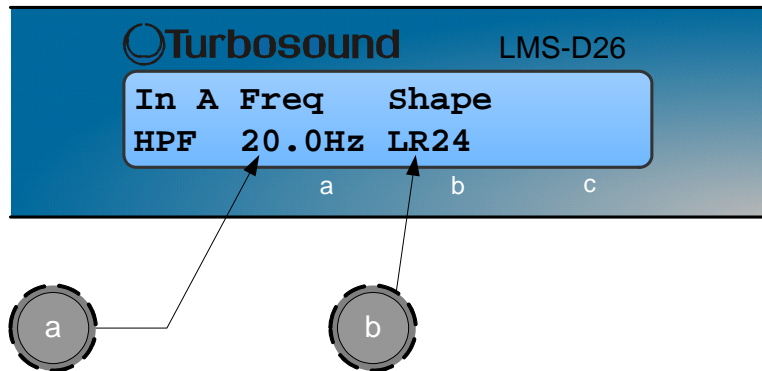 Turbosound LMS-D26
In A Freq Shape
HPF 20.0Hz LR24
a b c
a b